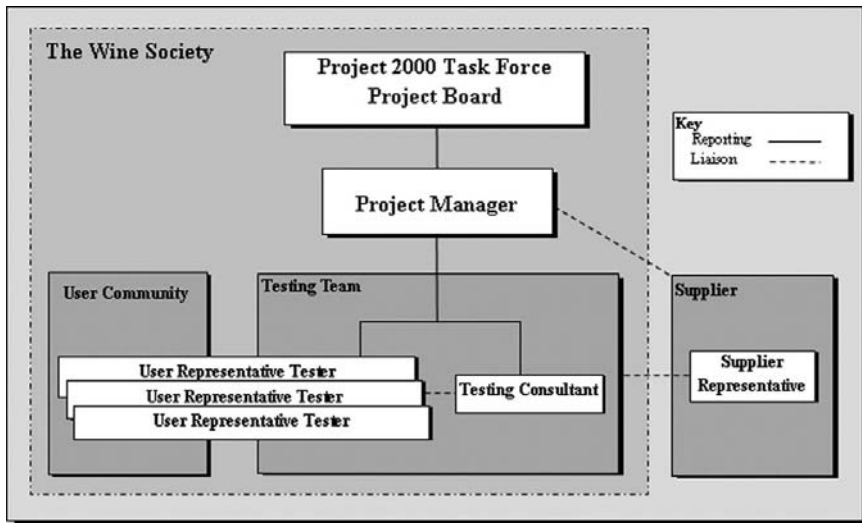 The Wine Society
Project 2000 Task Force
Project Board
Key
Reporting
Liaison
Project Manager
User Community
Testing Team
Supplier
User Representative Tester
User Representative Tester
User Representative Tester
Testing Consultant
Supplier
Representative